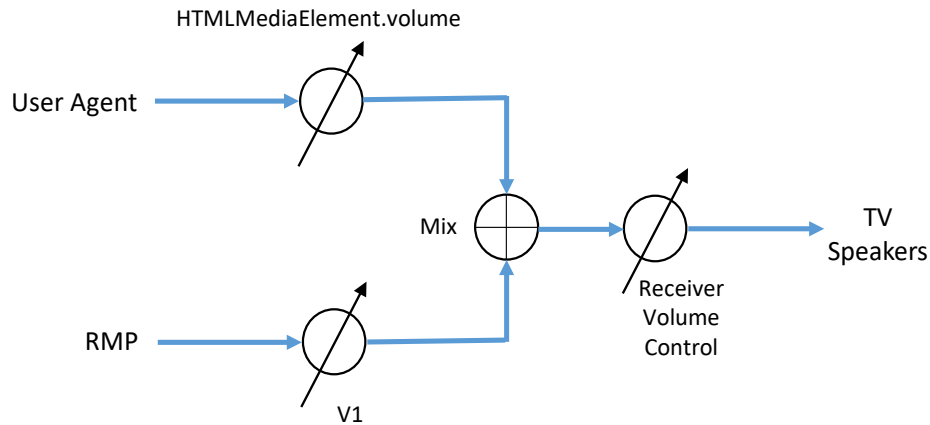 HTMLMediaElement.volume
User Agent
Mix
TV
Speakers
Receiver
Volume
Control
RMP
V1